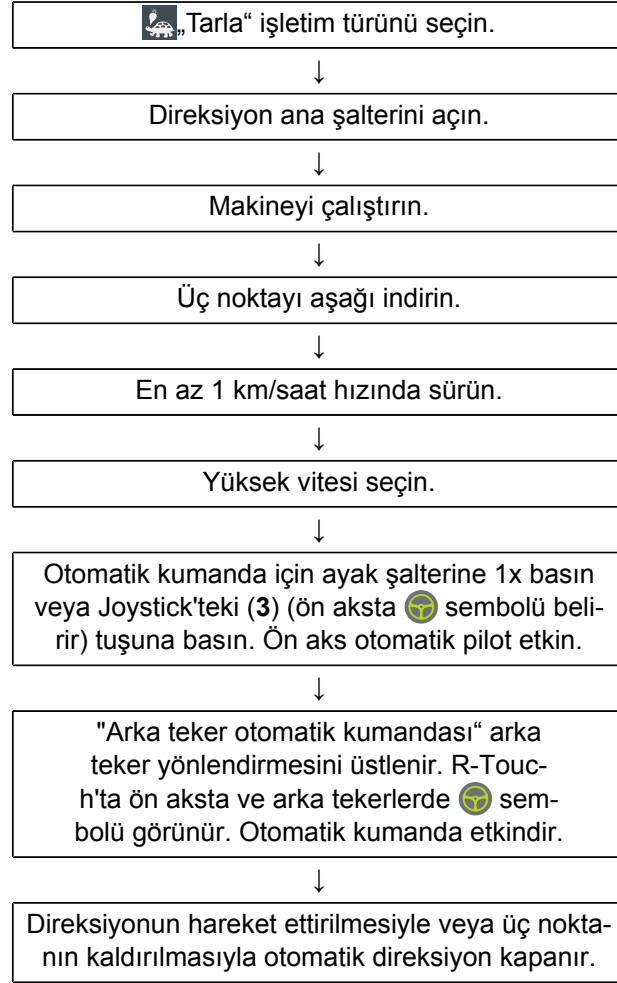 „Tarla“ işletim türünü seçin.
↓
Direksiyon ana şalterini açın.
↓
Makineyi çalıştırın.
↓
Üç noktayı aşağı indirin.
↓
En az 1 km/saat hızında sürün.
↓
Yüksek vitesi seçin.
↓
Otomatik kumanda için ayak şalterine 1x basın
veya Joystick'teki (3) (ön aksta sembolü beli-
rir) tuşuna basın. Ön aks otomatik pilot etkin.
↓
"Arka teker otomatik kumandası“ arka
teker yönlendirmesini üstlenir. R-Touc-
h'ta ön aksta ve arka tekerlerde sem-
bolü görünür. Otomatik kumanda etkindir.
↓
Direksiyonun hareket ettirilmesiyle veya üç nokta-
nın kaldırılmasıyla otomatik direksiyon kapanır.